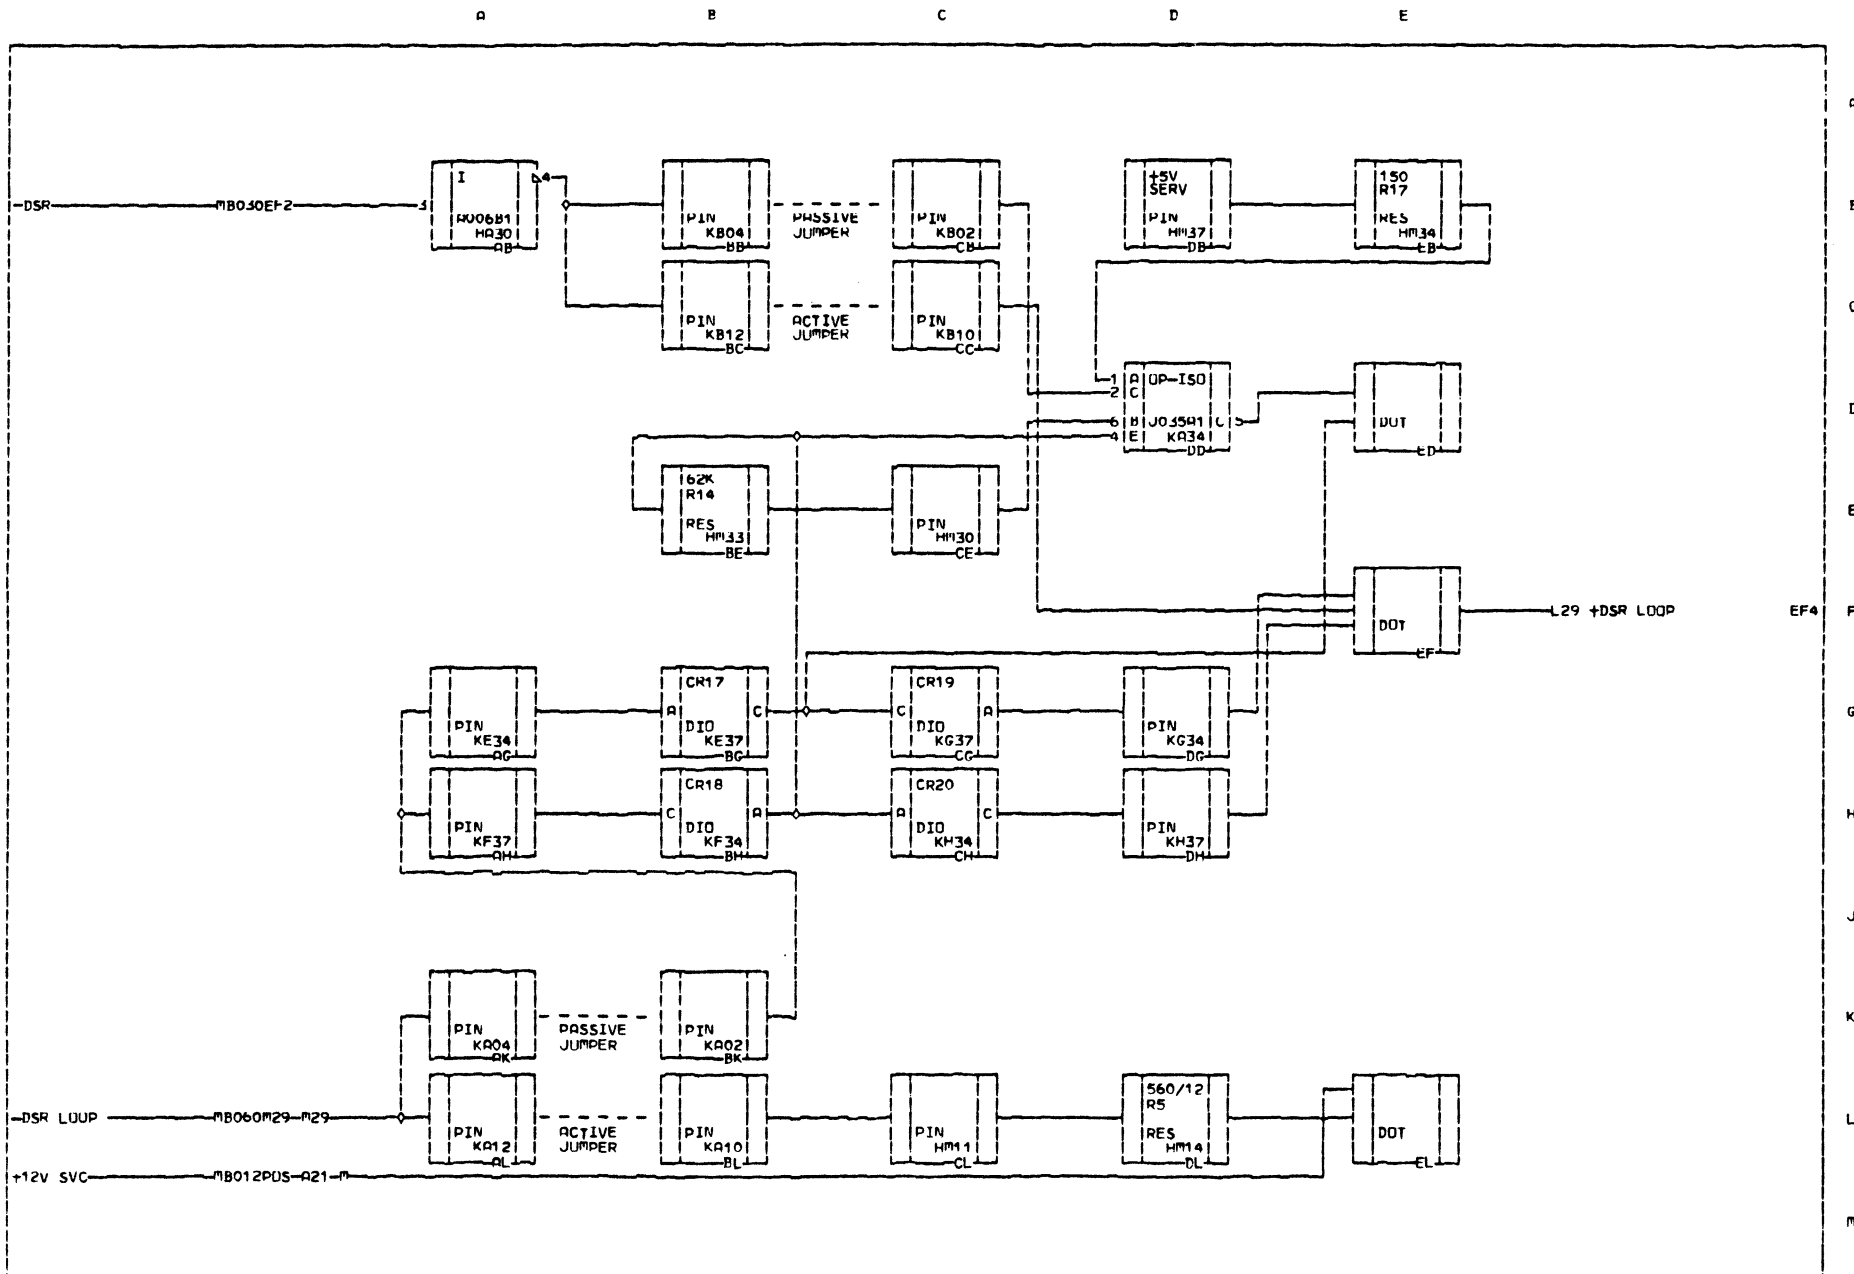 A B C D E
A
-DSR MB030EF2 3
I 4
A006B1
HA30
AB
PIN
KB04
BB
PASSIVE
JUMPER
PIN
KB02
CB
+5V
SERV
PIN
HM37
DB
150
R17
RES
HM34
EB
B
PIN
KB12
BC
ACTIVE
JUMPER
PIN
KB10
CC
C
1 A OP-ISO
2 C
6 B J035A1 C 5
4 E KA34
DD
DOT
ED
D
62K
R14
RES
HM33
BE
PIN
HM30
CE
E
DOT
EF
L29 +DSR LOOP EF4 F
PIN
KE34
AG
CR17
A C
DIO
KE37
BG
CR19
C A
DIO
KG37
CG
PIN
KG34
DG
G
PIN
KF37
AH
CR18
C A
DIO
KF34
BH
CR20
A C
DIO
KH34
CH
PIN
KH37
DH
H
J
PIN
KA04
AK
PASSIVE
JUMPER
PIN
KA02
BK
K
-DSR LOOP MB060M29-M29
PIN
KA12
AL
ACTIVE
JUMPER
PIN
KA10
BL
PIN
HM11
CL
560/12
R5
RES
HM14
DL
DOT
EL
L
+12V SVC MB012POS-A21-M
M